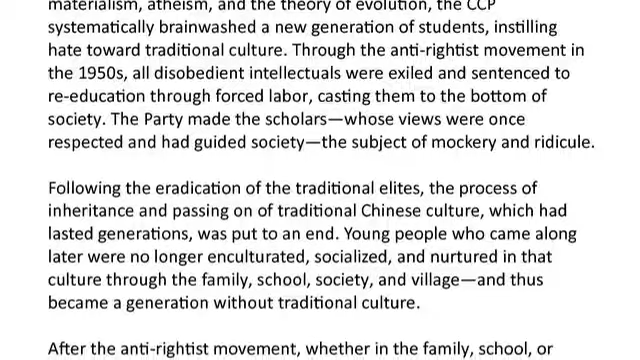 materialism, atheism, and the theory of evolution, the CCP
systematically brainwashed a new generation of students, instilling
hate toward traditional culture. Through the anti-rightist movement in
the 1950s, all disobedient intellectuals were exiled and sentenced to
re-education through forced labor, casting them to the bottom of
society. The Party made the scholars—whose views were once
respected and had guided society—the subject of mockery and ridicule.
Following the eradication of the traditional elites, the process of
inheritance and passing on of traditional Chinese culture, which had
lasted generations, was put to an end. Young people who came along
later were no longer enculturated, socialized, and nurtured in that
culture through the family, school, society, and village—and thus
became a generation without traditional culture.
After the anti-rightist movement, whether in the family, school, or